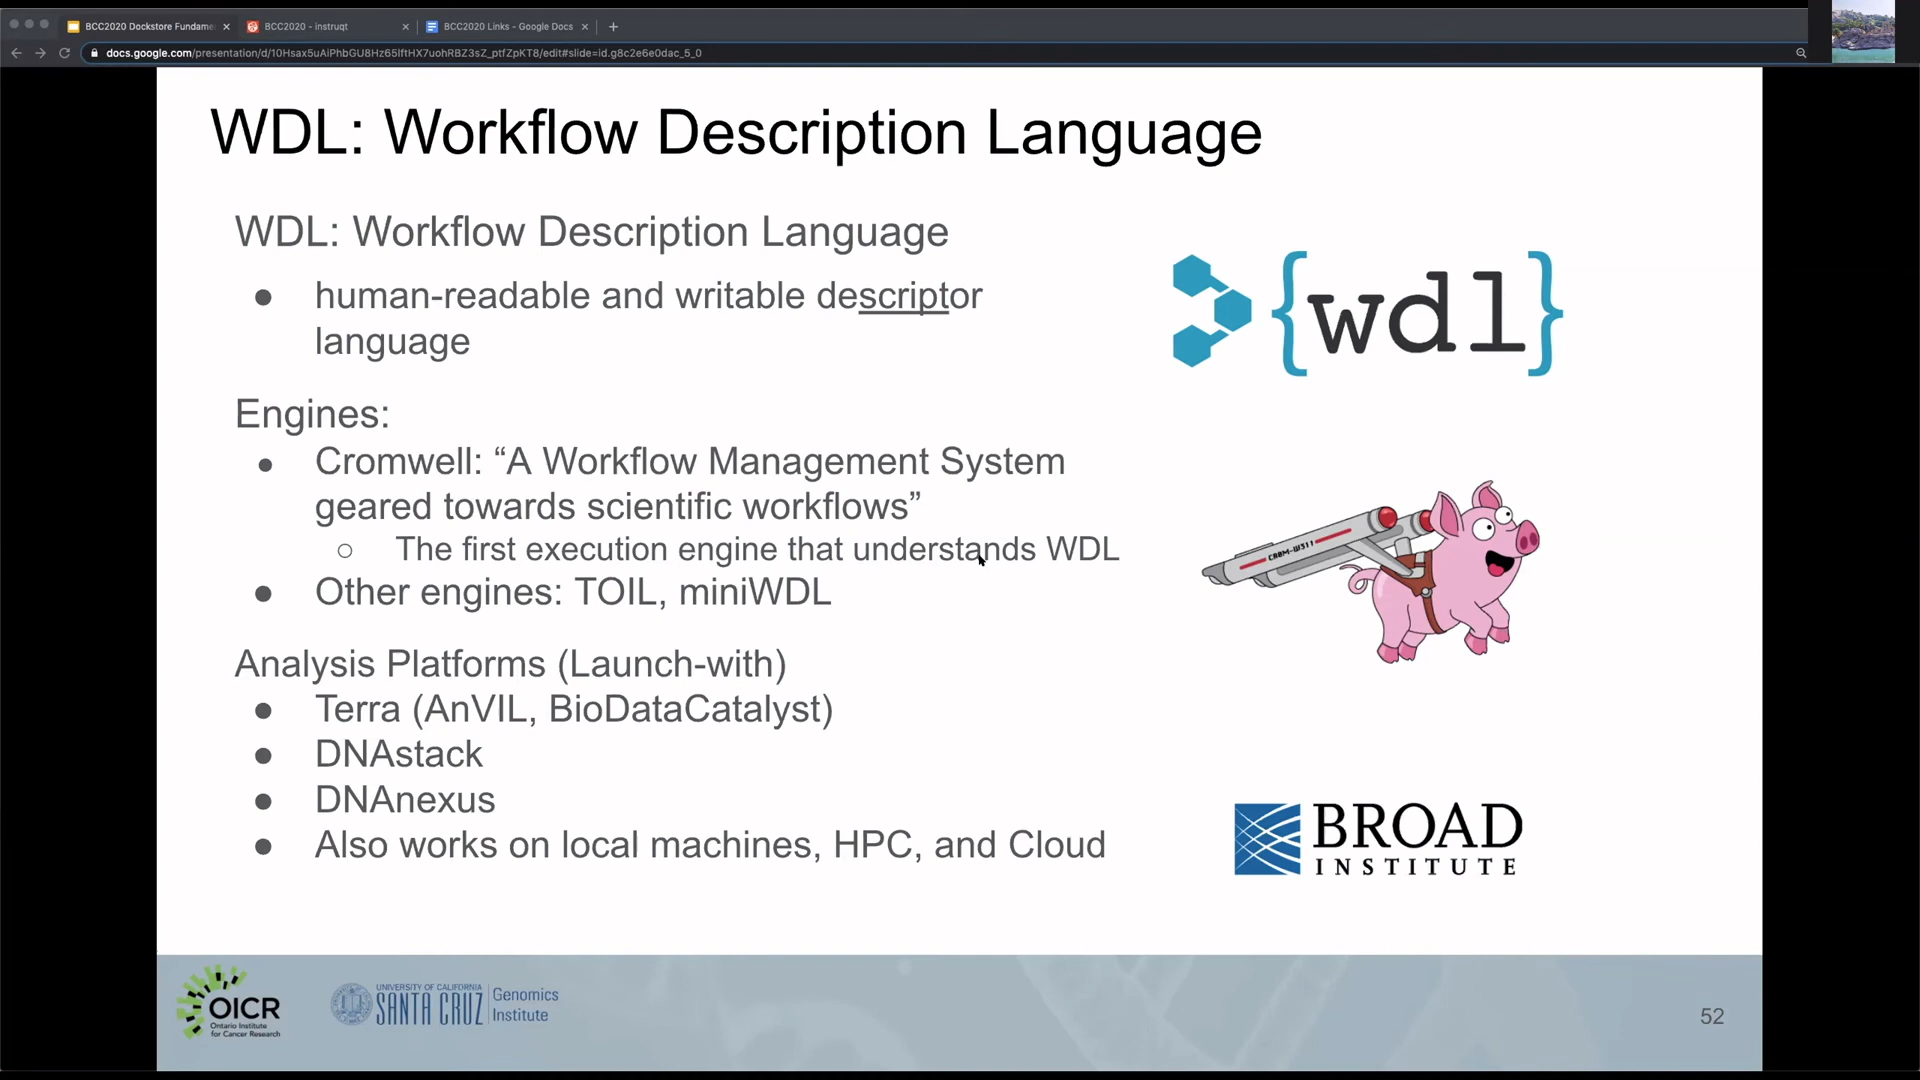 BCC2020 Dockstore Fundame
BCC2020 - instruqt
BCC2020 Links - Google Docs
docs.google.com/presentation/d/10Hsax5uAiPhbGU8Hz65lftHX7uohRBZ3sZ_ptfZpKT8/edit#slide=id.g8c2e6e0dac_5_0
WDL: Workflow Description Language
WDL: Workflow Description Language
● human-readable and writable descriptor
language
{wdl}
Engines:
● Cromwell: “A Workflow Management System
geared towards scientific workflows”
○ The first execution engine that understands WDL
● Other engines: TOIL, miniWDL
CROM-W311
Analysis Platforms (Launch-with)
● Terra (AnVIL, BioDataCatalyst)
● DNAstack
● DNAnexus
● Also works on local machines, HPC, and Cloud
BROAD
INSTITUTE
OICR
Ontario Institute
for Cancer Research
UNIVERSITY OF CALIFORNIA
SANTA CRUZ
Genomics
Institute
52